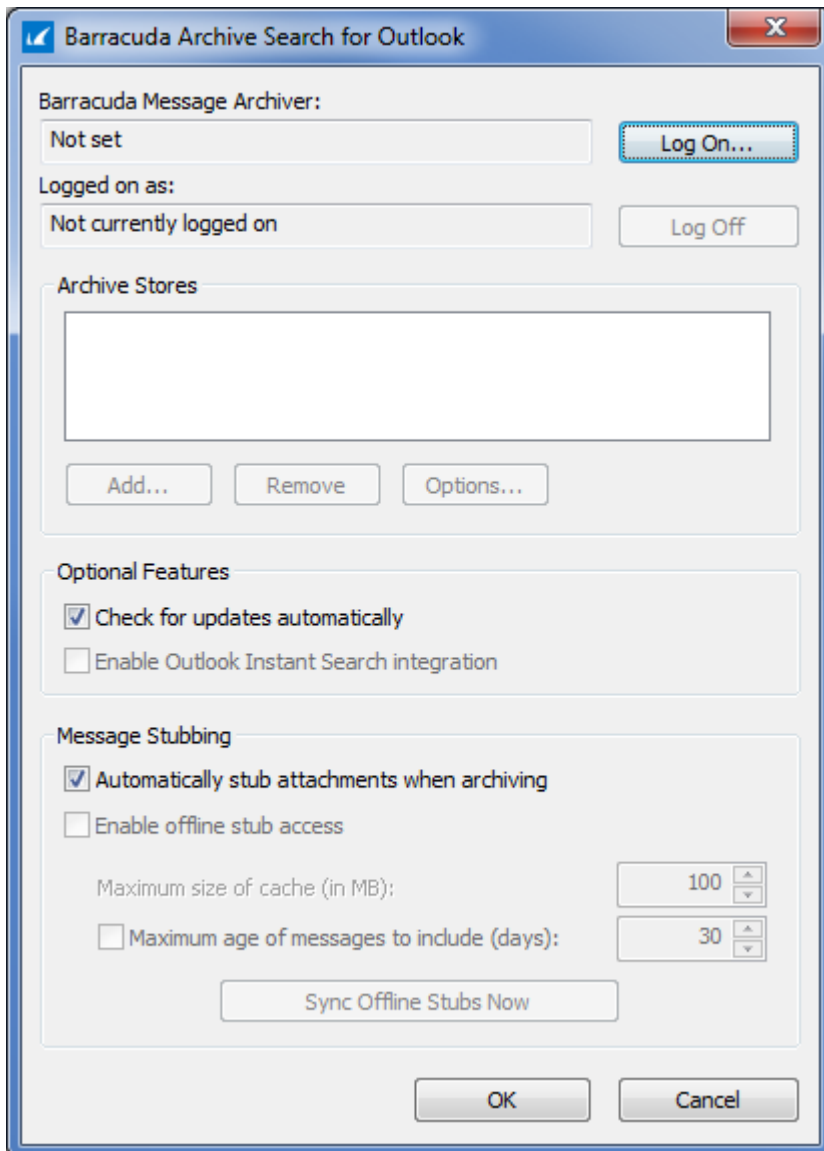 Barracuda Archive Search for Outlook
Barracuda Message Archiver:
Not set
Log On...
Logged on as:
Not currently logged on
Log Off
Archive Stores
Add...
Remove
Options...
Optional Features
Check for updates automatically
Enable Outlook Instant Search integration
Message Stubbing
Automatically stub attachments when archiving
Enable offline stub access
Maximum size of cache (in MB):
100
Maximum age of messages to include (days):
30
Sync Offline Stubs Now
OK
Cancel